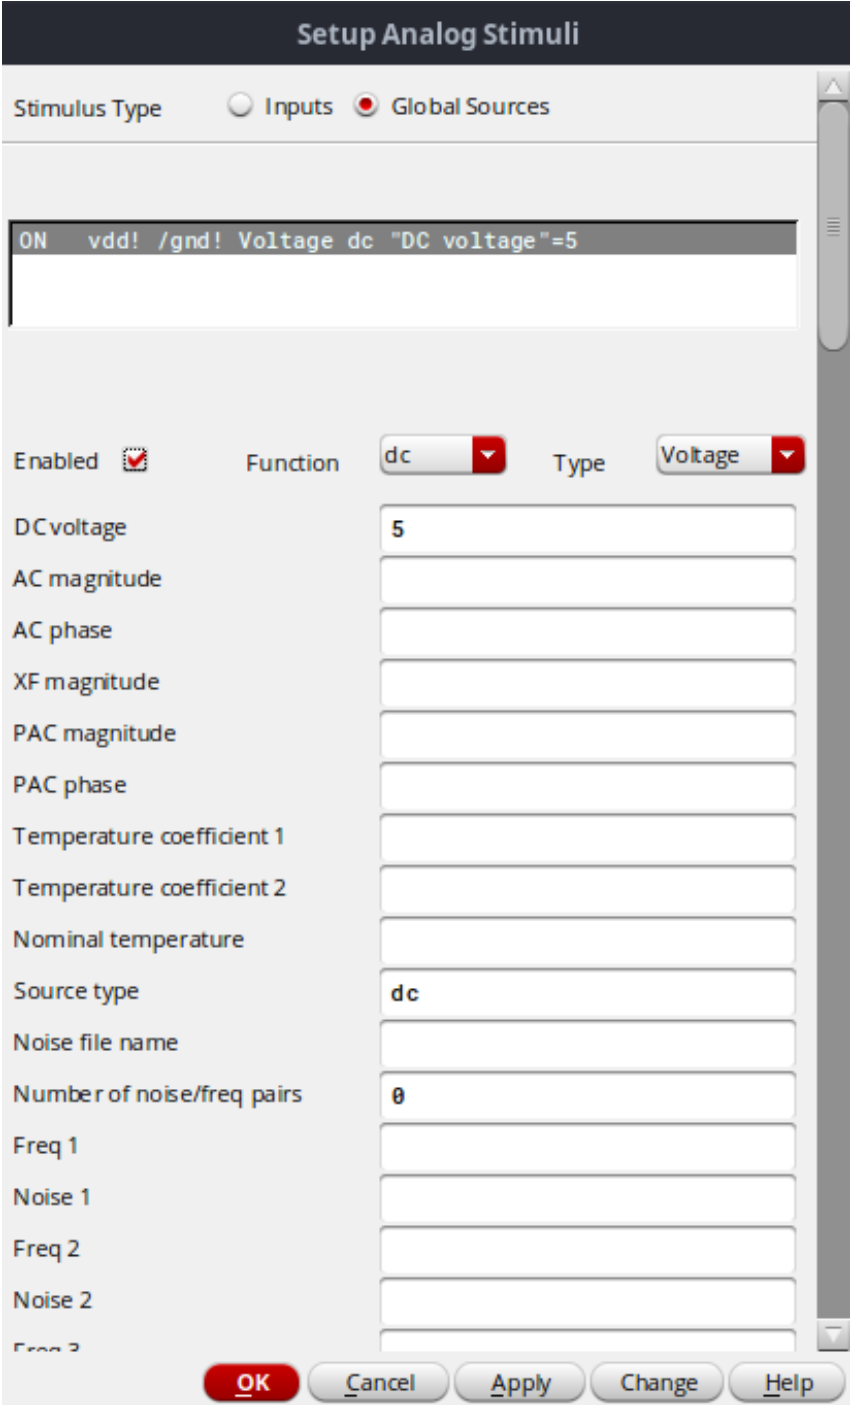 Setup Analog Stimuli
Stimulus Type Inputs Global Sources
ON vdd! /gnd! Voltage dc "DC voltage"=5
Enabled Function dc Type Voltage
DC voltage 5
AC magnitude
AC phase
XF magnitude
PAC magnitude
PAC phase
Temperature coefficient 1
Temperature coefficient 2
Nominal temperature
Source type dc
Noise file name
Number of noise/freq pairs 0
Freq 1
Noise 1
Freq 2
Noise 2
Freq 3
OK Cancel Apply Change Help